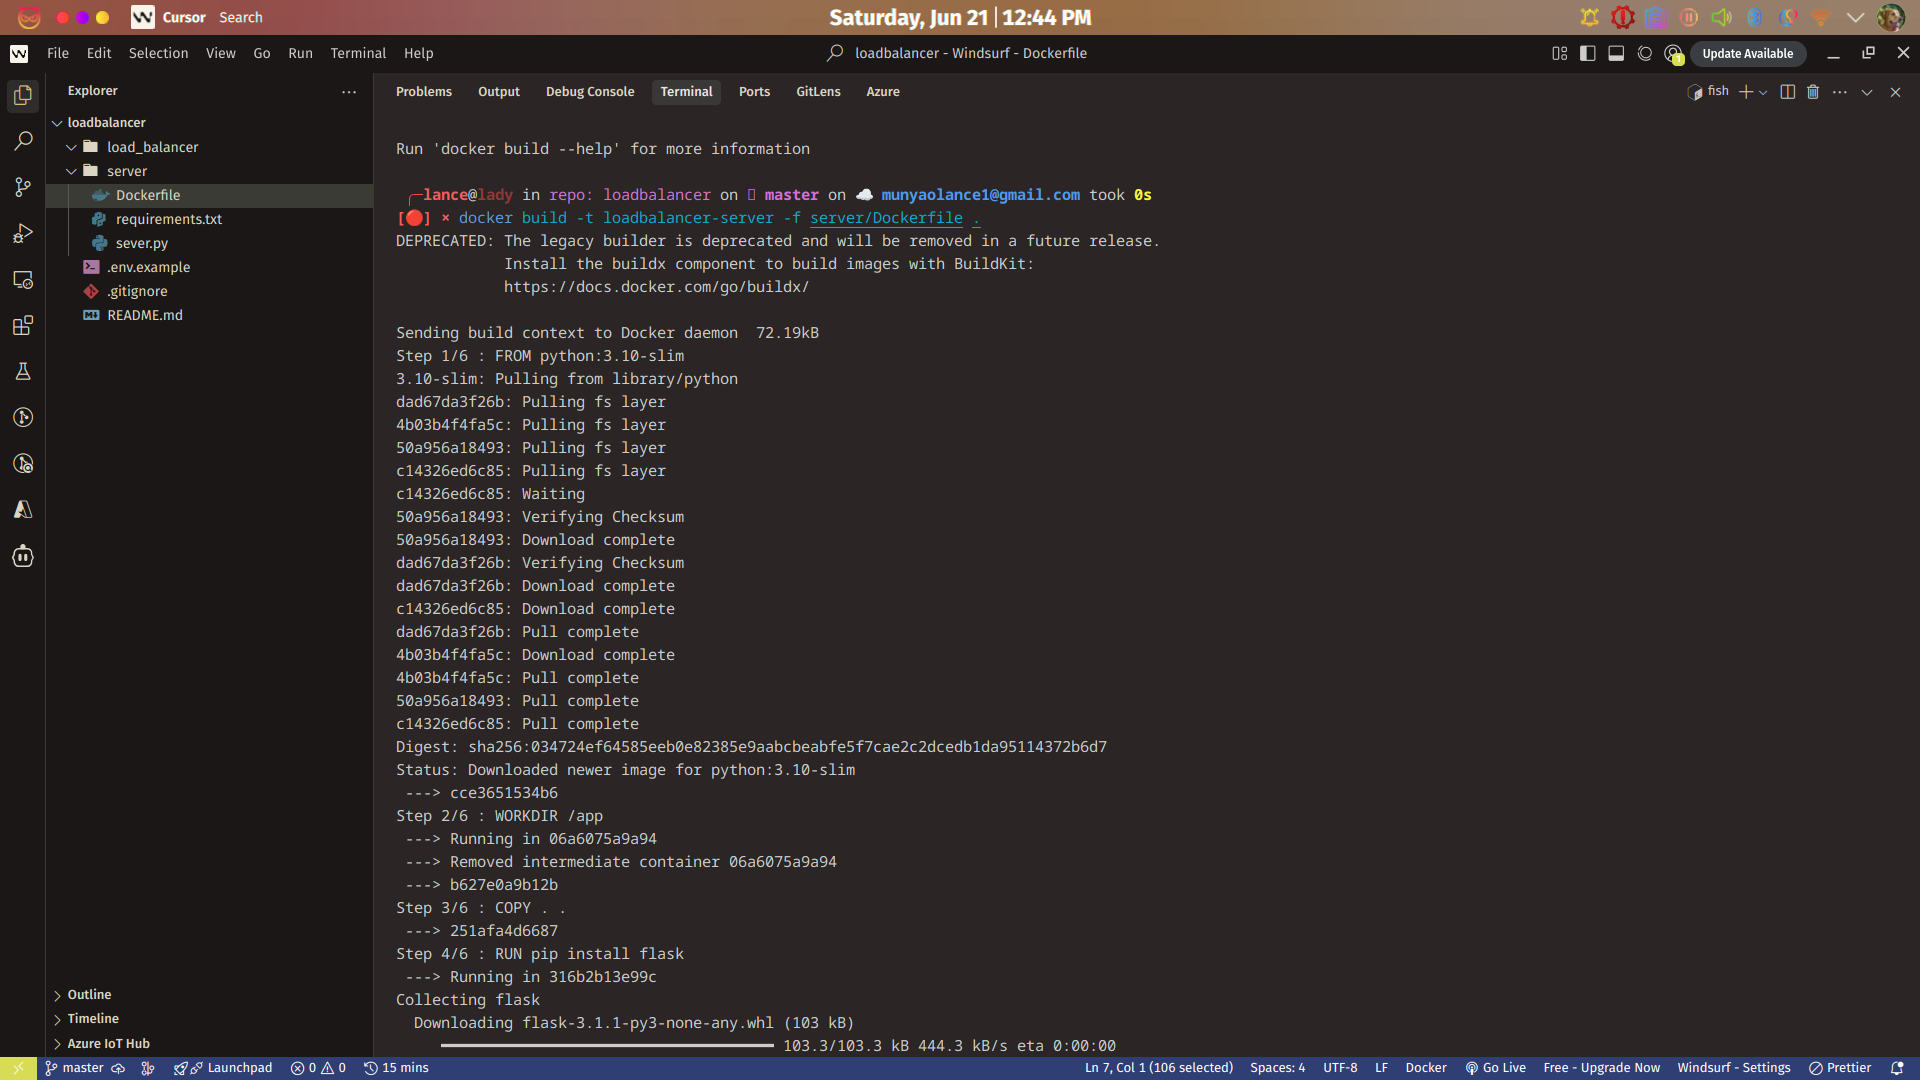 Cursor Search
Saturday, Jun 21 | 12:44 PM
File Edit Selection View Go Run Terminal Help
loadbalancer - Windsurf - Dockerfile
1
Update Available
Explorer
loadbalancer
load_balancer
server
Dockerfile
requirements.txt
sever.py
.env.example
.gitignore
README.md
Outline
Timeline
Azure IoT Hub
Problems Output Debug Console Terminal Ports GitLens Azure
fish
Run 'docker build --help' for more information
lance@lady in repo: loadbalancer on master on munyaolance1@gmail.com took 0s
[🔴] × docker build -t loadbalancer-server -f server/Dockerfile .
DEPRECATED: The legacy builder is deprecated and will be removed in a future release.
Install the buildx component to build images with BuildKit:
https://docs.docker.com/go/buildx/
Sending build context to Docker daemon  72.19kB
Step 1/6 : FROM python:3.10-slim
3.10-slim: Pulling from library/python
dad67da3f26b: Pulling fs layer
4b03b4f4fa5c: Pulling fs layer
50a956a18493: Pulling fs layer
c14326ed6c85: Pulling fs layer
c14326ed6c85: Waiting
50a956a18493: Verifying Checksum
50a956a18493: Download complete
dad67da3f26b: Verifying Checksum
dad67da3f26b: Download complete
c14326ed6c85: Download complete
dad67da3f26b: Pull complete
4b03b4f4fa5c: Download complete
4b03b4f4fa5c: Pull complete
50a956a18493: Pull complete
c14326ed6c85: Pull complete
Digest: sha256:034724ef64585eeb0e82385e9aabcbeabfe5f7cae2c2dcedb1da95114372b6d7
Status: Downloaded newer image for python:3.10-slim
---> cce3651534b6
Step 2/6 : WORKDIR /app
---> Running in 06a6075a9a94
---> Removed intermediate container 06a6075a9a94
---> b627e0a9b12b
Step 3/6 : COPY . .
---> 251afa4d6687
Step 4/6 : RUN pip install flask
---> Running in 316b2b13e99c
Collecting flask
Downloading flask-3.1.1-py3-none-any.whl (103 kB)
103.3/103.3 kB 444.3 kB/s eta 0:00:00
master Launchpad 0 0 15 mins
Ln 7, Col 1 (106 selected) Spaces: 4 UTF-8 LF Docker Go Live Free - Upgrade Now Windsurf - Settings Prettier